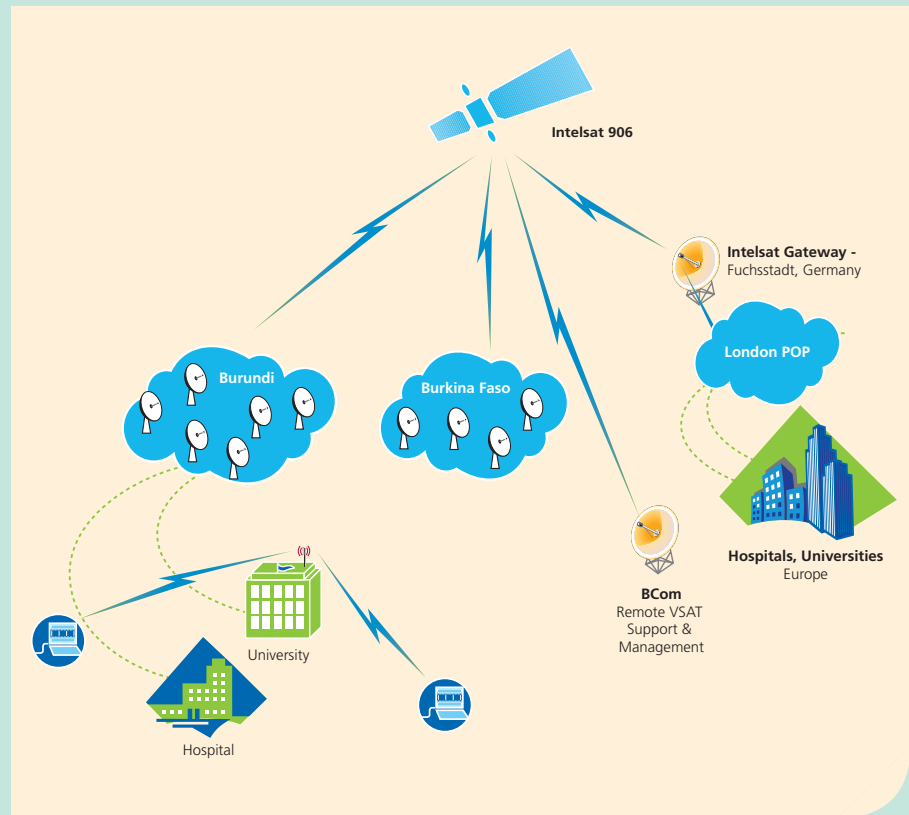 Intelsat 906
Intelsat Gateway -
Fuchsstadt, Germany
London POP
Burundi
Burkina Faso
Hospitals, Universities
Europe
BCom
Remote VSAT
Support &
Management
University
Hospital